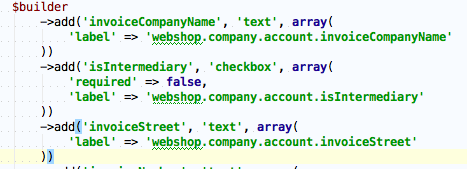 $builder
->add('invoiceCompanyName', 'text', array(
'label' => 'webshop.company.account.invoiceCompanyName'
))
->add('isIntermediary', 'checkbox', array(
'required' => false,
'label' => 'webshop.company.account.isIntermediary'
))
->add('invoiceStreet', 'text', array(
'label' => 'webshop.company.account.invoiceStreet'
))